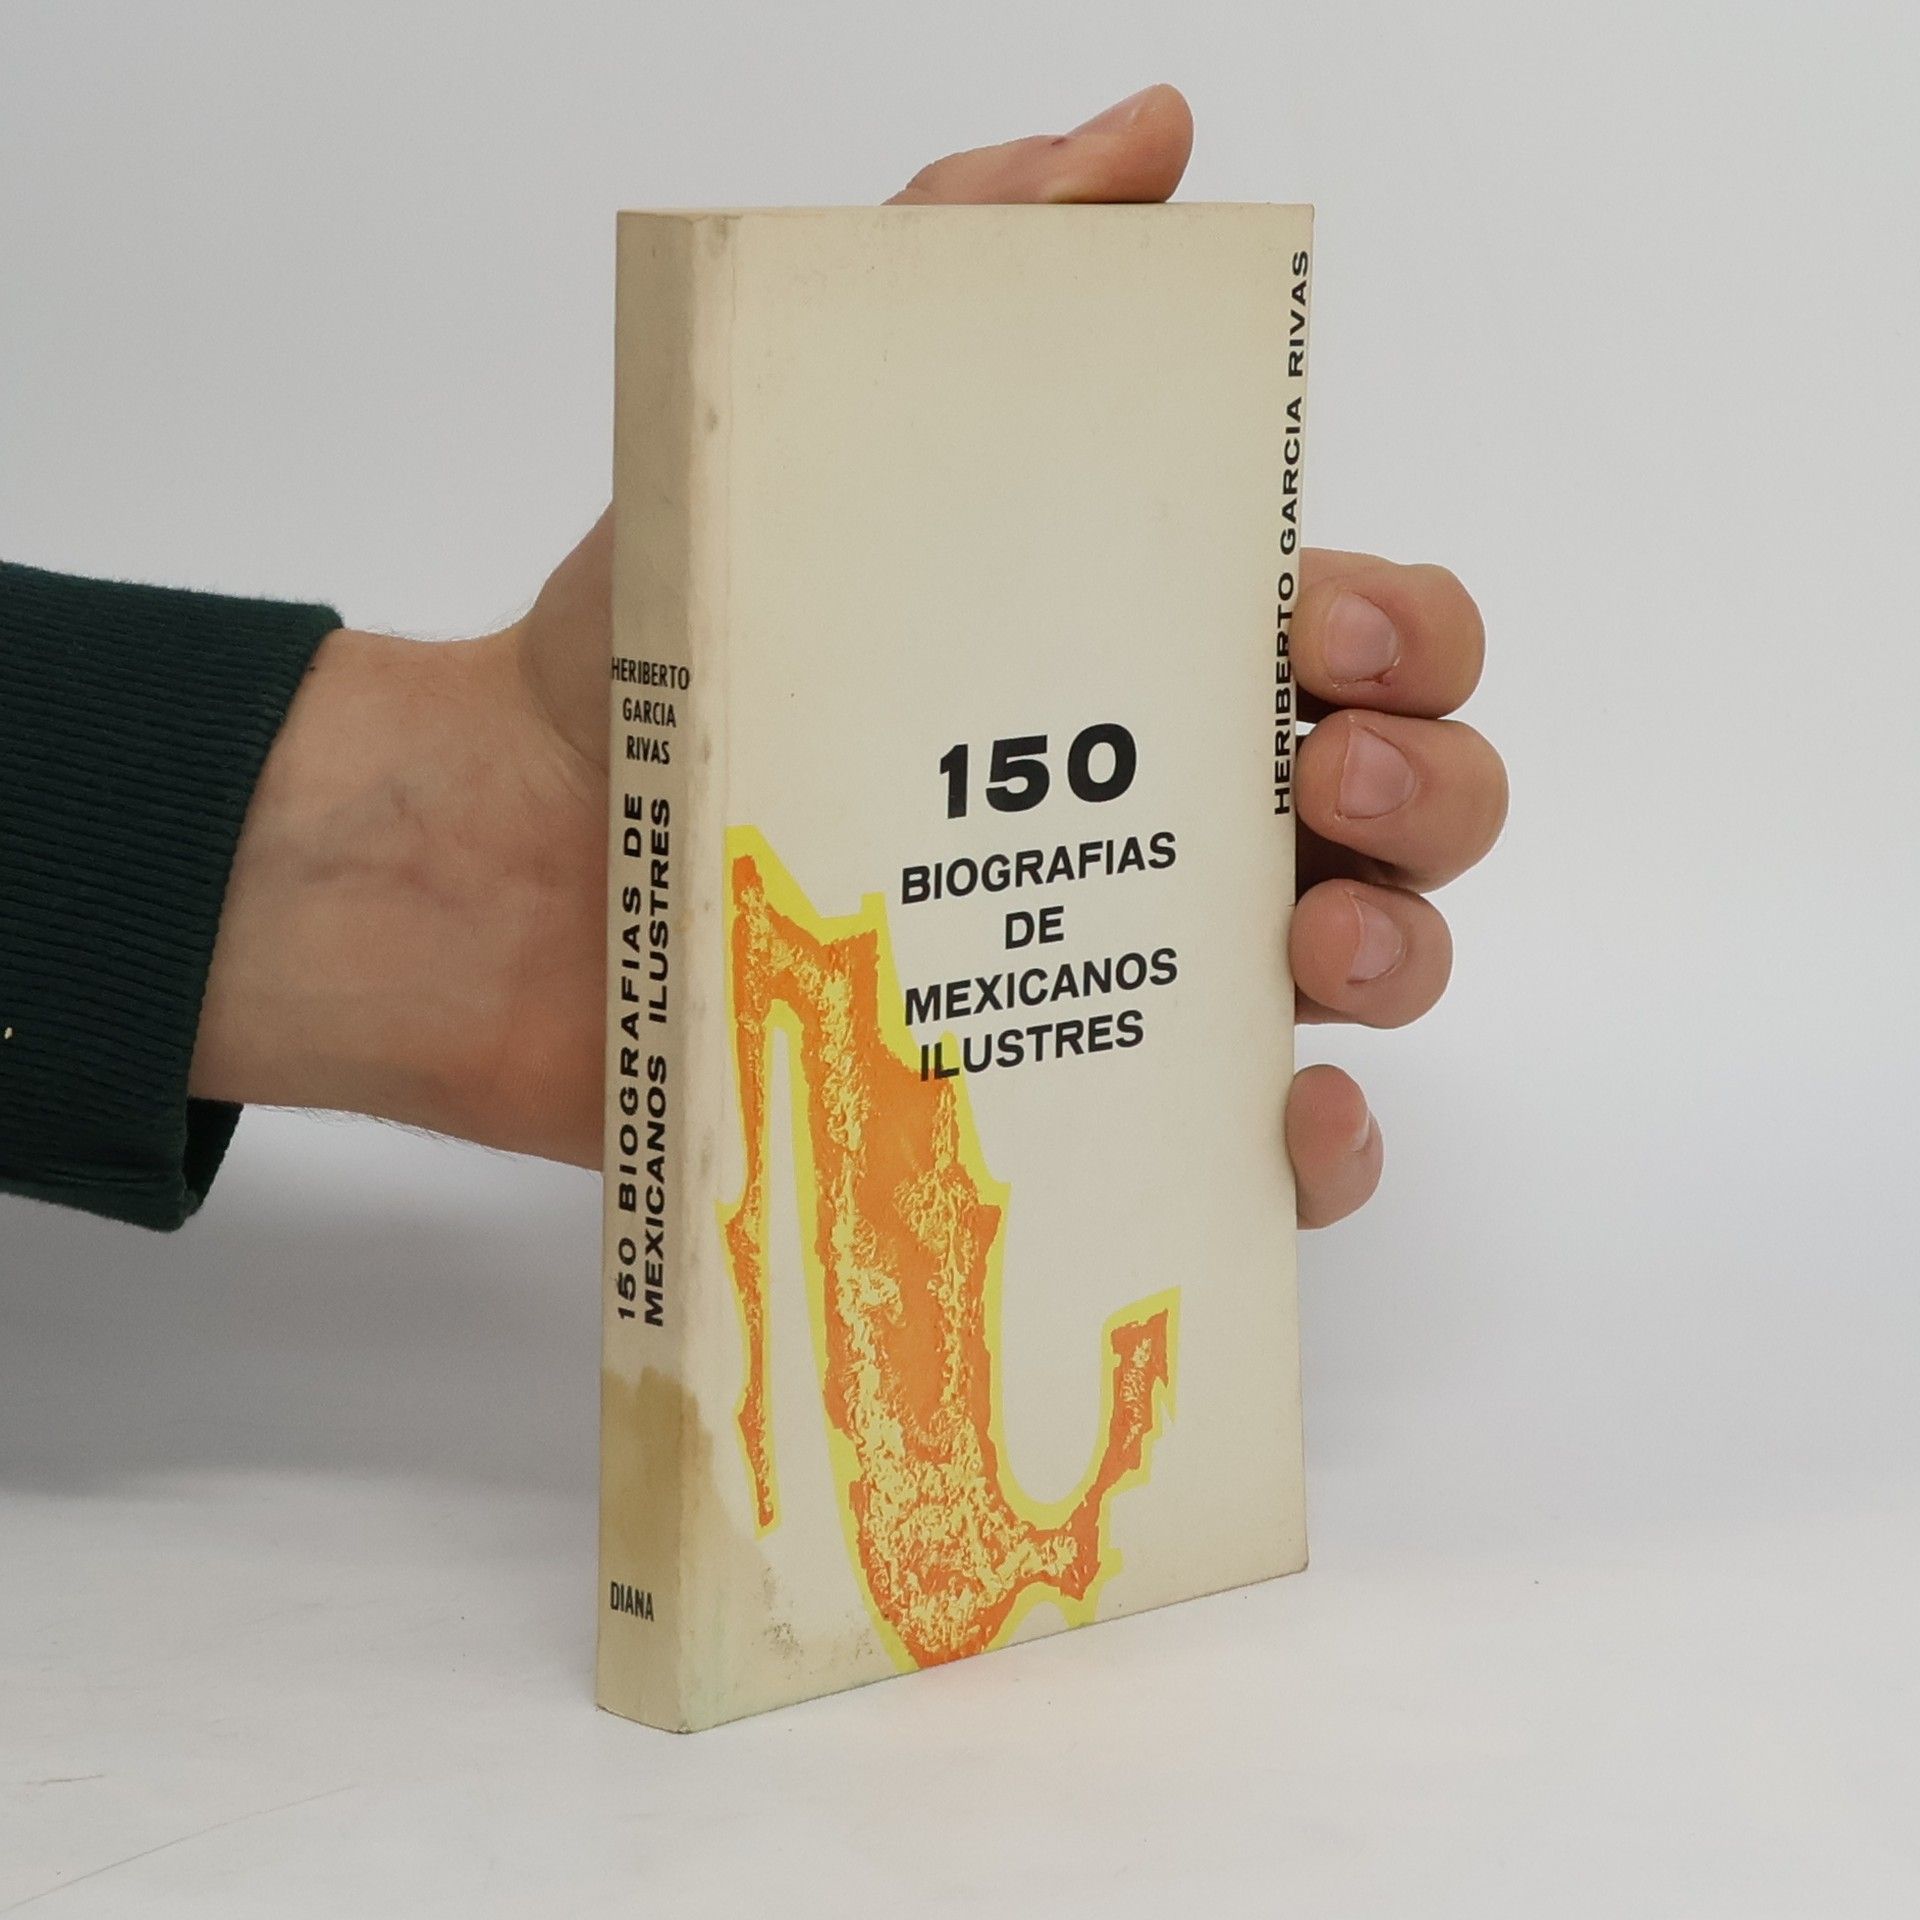 HERIBERTO
GARCIA
RIVAS
150 BIOGRAFIAS DE
MEXICANOS ILUSTRES
DIANA
150
BIOGRAFIAS
DE
MEXICANOS
ILUSTRES
HERIBERTO GARCIA RIVAS